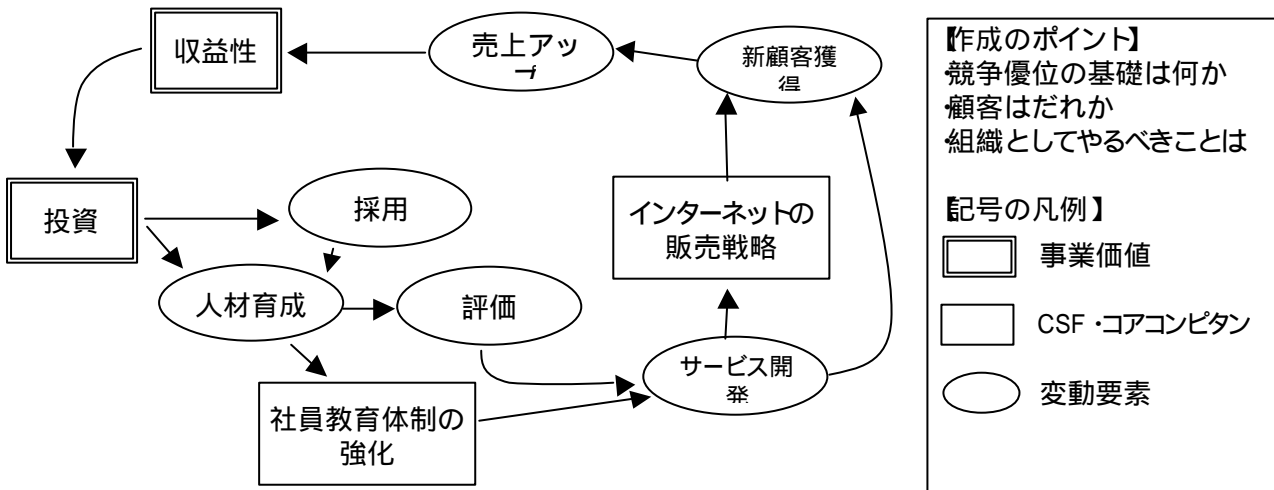 収益性
売上アッ
プ
新顧客獲
得
投資
採用
人材育成
評価
社員教育体制の
強化
サービス開
発
インターネットの
販売戦略
【作成のポイント】
・競争優位の基礎は何か
・顧客はだれか
・組織としてやるべきことは
【記号の凡例】
事業価値
CSF・コアコンピタン
変動要素